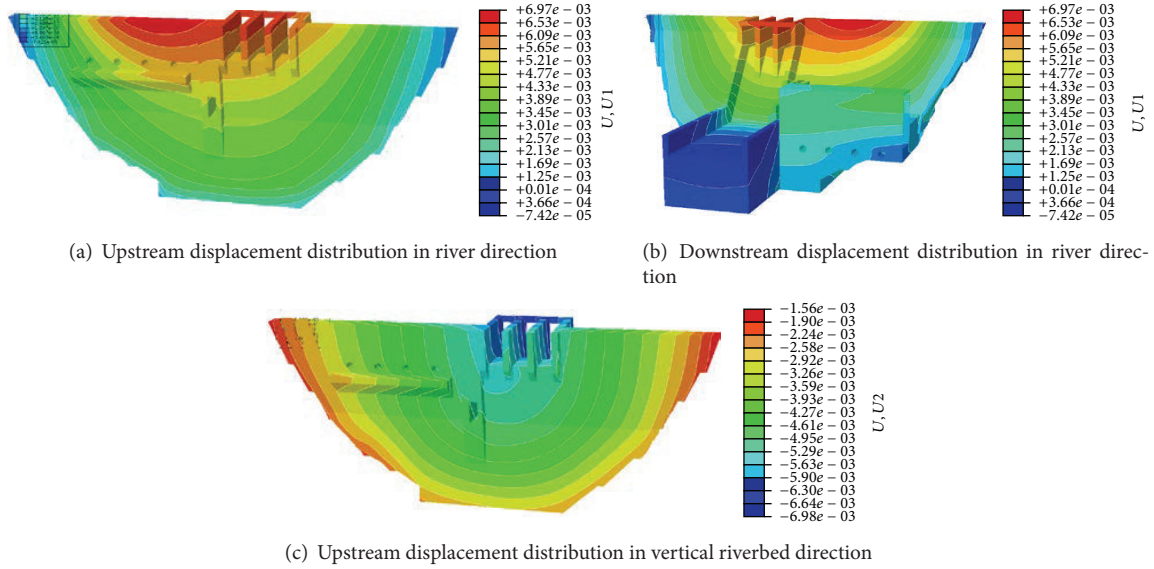 +6.97e − 03
+6.53e − 03
+6.09e − 03
+5.65e − 03
+5.21e − 03
+4.77e − 03
+4.33e − 03
+3.89e − 03
+3.45e − 03
+3.01e − 03
+2.57e − 03
+2.13e − 03
+1.69e − 03
+1.25e − 03
+0.01e − 04
+3.66e − 04
−7.42e − 05
U, U1
(a) Upstream displacement distribution in river direction
+6.97e − 03
+6.53e − 03
+6.09e − 03
+5.65e − 03
+5.21e − 03
+4.77e − 03
+4.33e − 03
+3.89e − 03
+3.45e − 03
+3.01e − 03
+2.57e − 03
+2.13e − 03
+1.69e − 03
+1.25e − 03
+0.01e − 04
+3.66e − 04
−7.42e − 05
U, U1
(b) Downstream displacement distribution in river direc-
tion
−1.56e − 03
−1.90e − 03
−2.24e − 03
−2.58e − 03
−2.92e − 03
−3.26e − 03
−3.59e − 03
−3.93e − 03
−4.27e − 03
−4.61e − 03
−4.95e − 03
−5.29e − 03
−5.63e − 03
−5.90e − 03
−6.30e − 03
−6.64e − 03
−6.98e − 03
U, U2
(c) Upstream displacement distribution in vertical riverbed direction